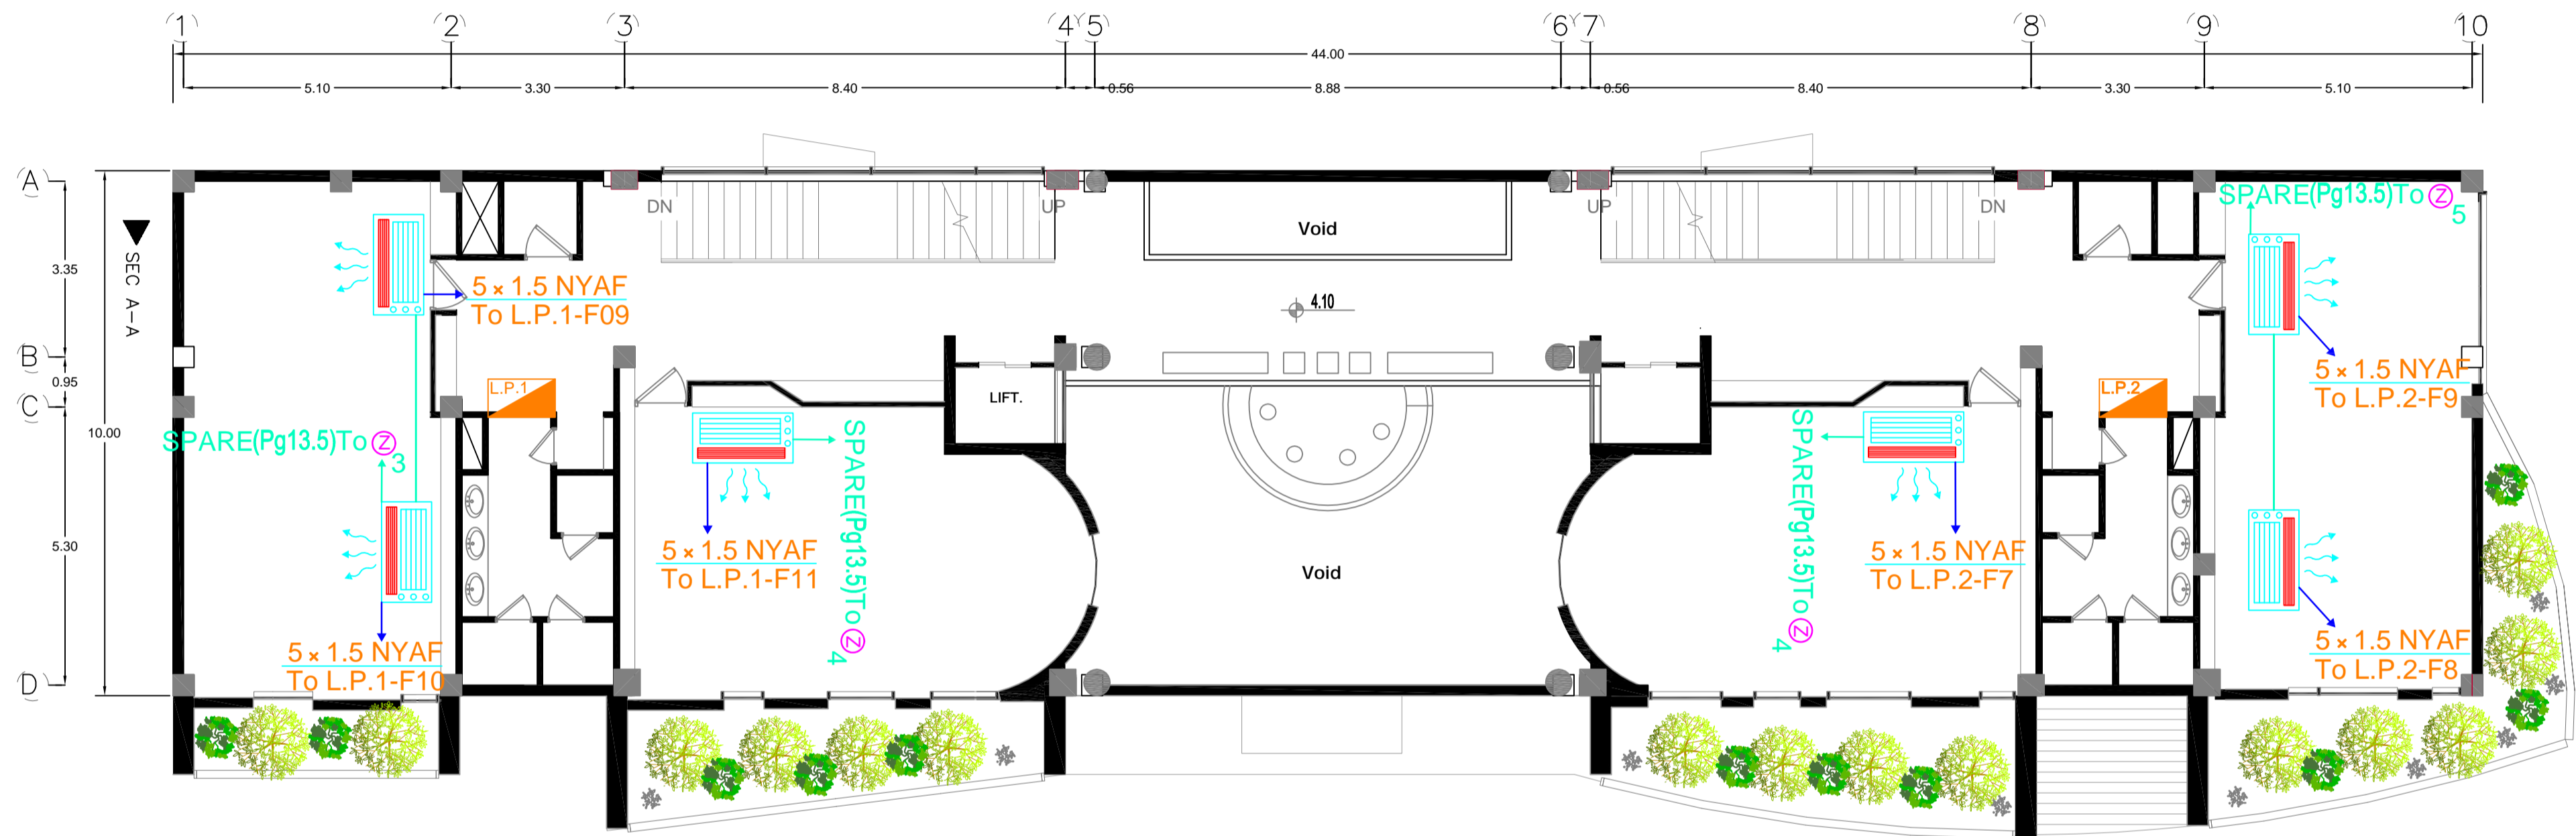 1 2 3 4 5 6 7 8 9 10
44.00
5.10 3.30 8.40 0.56 8.88 0.56 8.40 3.30 5.10
A
B
C
D
3.35
0.95
5.30
10.00
SEC A-A
DN
UP
Void
UP
DN
SPARE(Pg13.5)To Z 5
5 × 1.5 NYAF
To L.P.1-F09
4.10
L.P.1
LIFT.
L.P.2
5 × 1.5 NYAF
To L.P.2-F9
SPARE(Pg13.5)To Z 3
SPARE(Pg13.5)To Z 4
SPARE(Pg13.5)To Z 4
5 × 1.5 NYAF
To L.P.1-F11
Void
5 × 1.5 NYAF
To L.P.2-F7
5 × 1.5 NYAF
To L.P.1-F10
5 × 1.5 NYAF
To L.P.2-F8